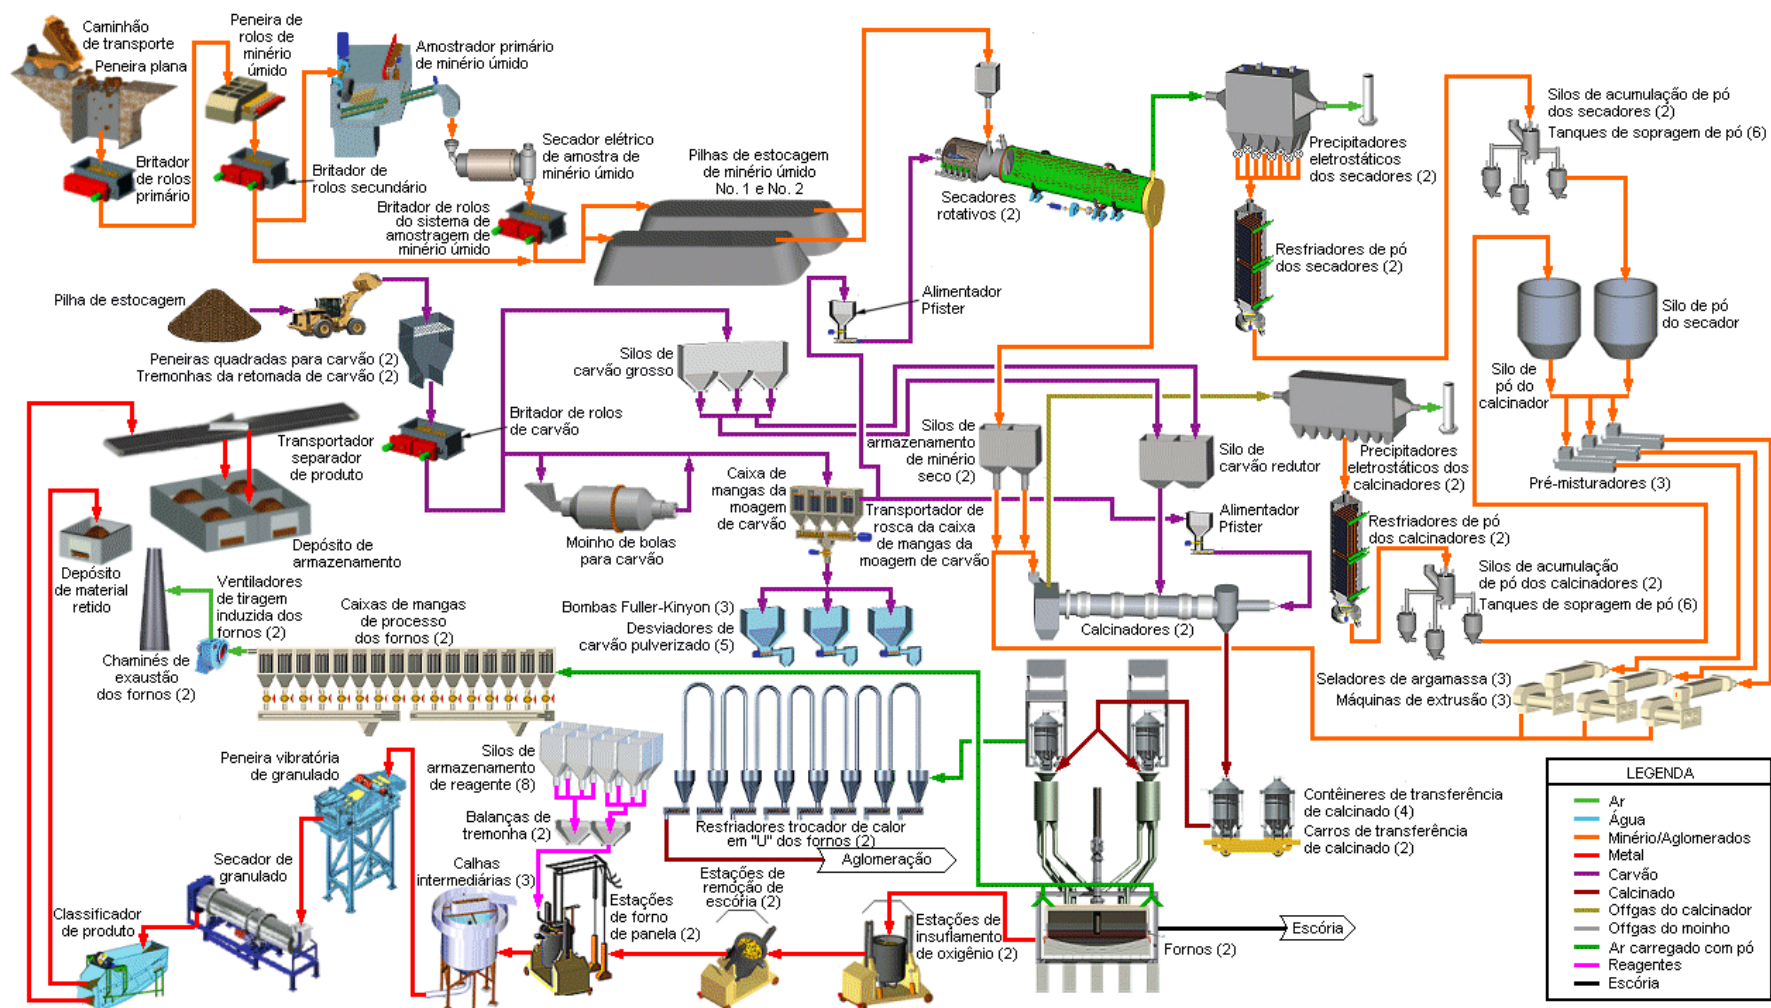 Caminhão
de transporte
Peneira plana
Peneira de
rolos de
minério
úmido
Amostrador primário
de minério úmido
Britador
de rolos
primário
Britador de
rolos secundário
Secador elétrico
de amostra de
minério úmido
Britador de rolos
do sistema de
amostragem de
minério úmido
Pilhas de estocagem
de minério úmido
No. 1 e No. 2
Secadores
rotativos (2)
Precipitadores
eletrostáticos
dos secadores (2)
Silos de acumulação de pó
dos secadores (2)
Tanques de sopragem de pó (6)
Resfriadores de pó
dos secadores (2)
Silo de pó
do secador
Silo de
pó do
calcinador
Pré-misturadores (3)
Pilha de estocagem
Peneiras quadradas para carvão (2)
Tremonhas da retomada de carvão (2)
Silos de
carvão grosso
Alimentador
Pfister
Britador de rolos
de carvão
Moinho de bolas
para carvão
Caixa de
mangas da
moagem
de carvão
Transportador de
rosca da caixa
de mangas da
moagem de carvão
Silos de
armazenamento
de minério
seco (2)
Silo de
carvão redutor
Alimentador
Pfister
Precipitadores
eletrostáticos dos
calcinadores (2)
Resfriadores de pó
dos calcinadores (2)
Silos de acumulação
de pó dos calcinadores (2)
Tanques de sopragem de pó (6)
Transportador
separador
de produto
Depósito de
armazenamento
Depósito
de material
retido
Ventiladores
de tiragem
induzida dos
fornos (2)
Chaminés de
exaustão
dos fornos (2)
Caixas de mangas
de processo
dos fornos (2)
Bombas Fuller-Kinyon (3)
Desviadores de
carvão pulverizado (5)
Calcinadores (2)
Seladores de argamassa (3)
Máquinas de extrusão (3)
Silos de
armazenamento
de reagente (8)
Balanças de
tremonha (2)
Resfriadores trocador de calor
em "U" dos fornos (2)
Aglomeração
Contêineres de transferência
de calcinado (4)
Carros de transferência
de calcinado (2)
Peneira vibratória
de granulado
Secador de
granulado
Classificador
de produto
Calhas
intermediárias (3)
Estações
de forno
de panela (2)
Estações de
remoção de
escória (2)
Estações de
insuflamento
de oxigênio (2)
Fornos (2)
Escória
LEGENDA
Ar
Água
Minério/Aglomerados
Metal
Carvão
Calcinado
Offgas do calcinador
Offgas do moinho
Ar carregado com pó
Reagentes
Escória